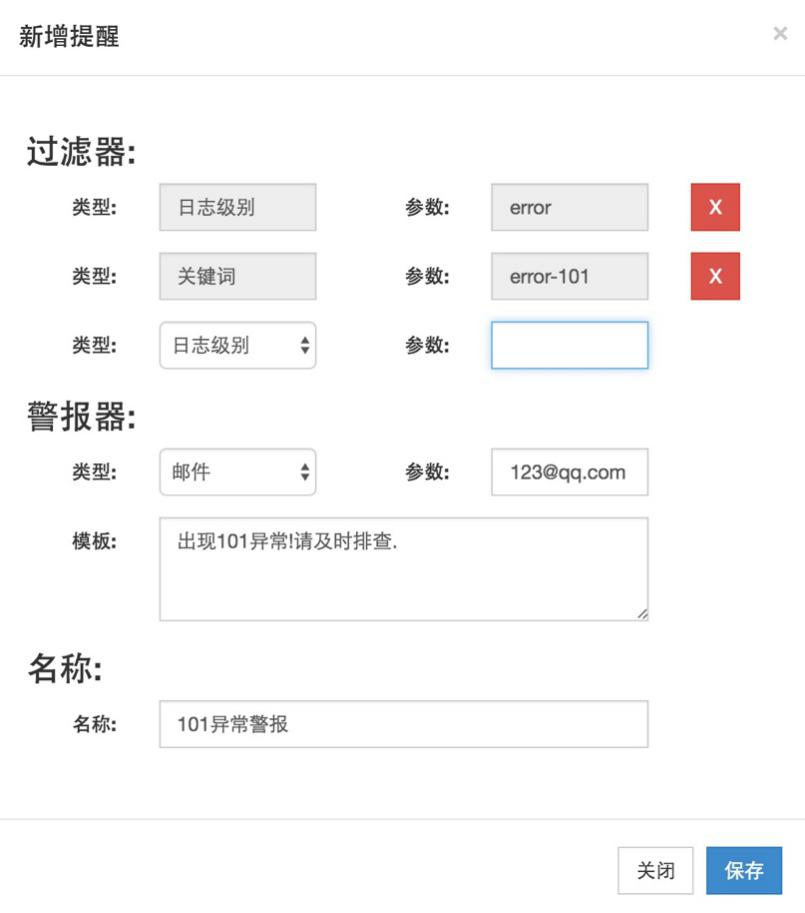 新增提醒 ×
过滤器:
类型: 日志级别 参数: error X
类型: 关键词 参数: error-101 X
类型: 日志级别 参数:
警报器:
类型: 邮件 参数: 123@qq.com
模板: 出现101异常!请及时排查.
名称:
名称: 101异常警报
关闭 保存